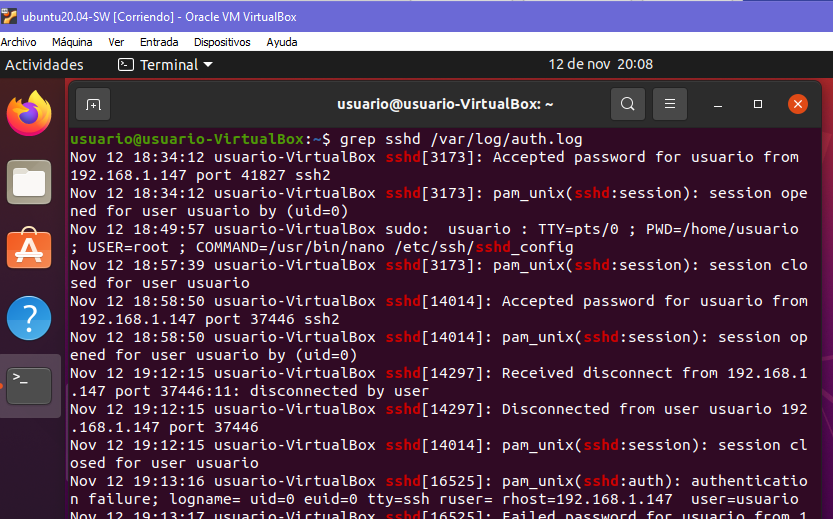 ubuntu20.04-SW [Corriendo] - Oracle VM VirtualBox
Archivo Máquina Ver Entrada Dispositivos Ayuda
Actividades Terminal 12 de nov 20:08
usuario@usuario-VirtualBox: ~
usuario@usuario-VirtualBox:~$ grep sshd /var/log/auth.log
Nov 12 18:34:12 usuario-VirtualBox sshd[3173]: Accepted password for usuario from
192.168.1.147 port 41827 ssh2
Nov 12 18:34:12 usuario-VirtualBox sshd[3173]: pam_unix(sshd:session): session ope
ned for user usuario by (uid=0)
Nov 12 18:49:57 usuario-VirtualBox sudo:  usuario : TTY=pts/0 ; PWD=/home/usuario
; USER=root ; COMMAND=/usr/bin/nano /etc/ssh/sshd_config
Nov 12 18:57:39 usuario-VirtualBox sshd[3173]: pam_unix(sshd:session): session clo
sed for user usuario
Nov 12 18:58:50 usuario-VirtualBox sshd[14014]: Accepted password for usuario from
 192.168.1.147 port 37446 ssh2
Nov 12 18:58:50 usuario-VirtualBox sshd[14014]: pam_unix(sshd:session): session op
ened for user usuario by (uid=0)
Nov 12 19:12:15 usuario-VirtualBox sshd[14297]: Received disconnect from 192.168.1
.147 port 37446:11: disconnected by user
Nov 12 19:12:15 usuario-VirtualBox sshd[14297]: Disconnected from user usuario 192
.168.1.147 port 37446
Nov 12 19:12:15 usuario-VirtualBox sshd[14014]: pam_unix(sshd:session): session cl
osed for user usuario
Nov 12 19:13:16 usuario-VirtualBox sshd[16525]: pam_unix(sshd:auth): authenticatio
n failure; logname= uid=0 euid=0 tty=ssh ruser= rhost=192.168.1.147  user=usuario
Nov 12 19:13:17 usuario-VirtualBox sshd[16525]: Failed password for usuario from 1